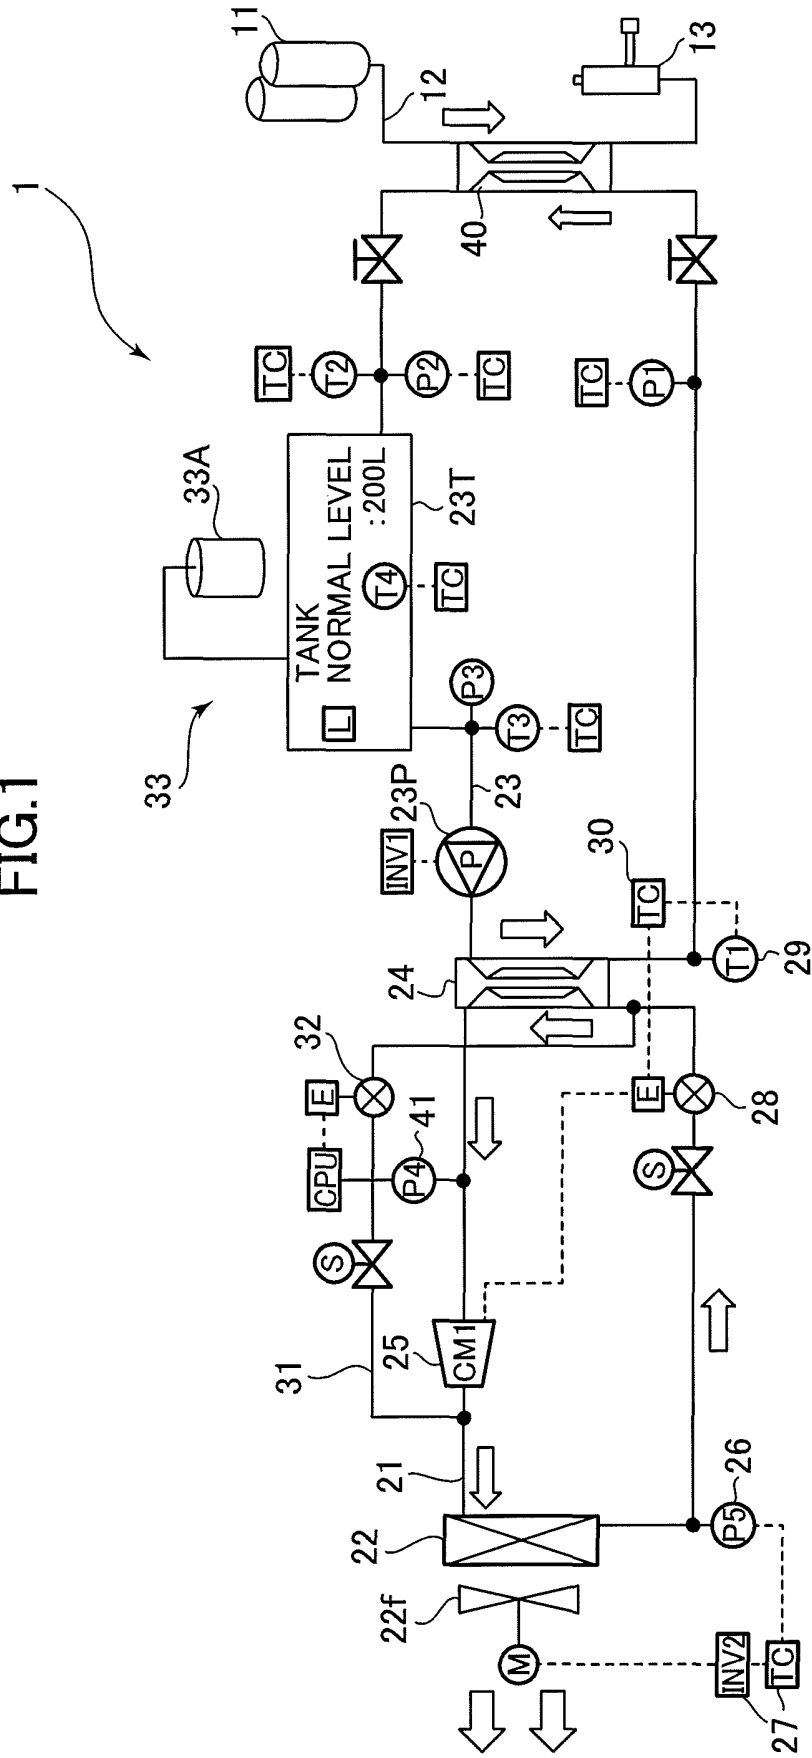 FIG.1
1
11
12
13
40
TC
T2
P2
TC
TC
P1
33
33A
TANK
NORMAL LEVEL
:200L
L
T4
TC
23T
P3
T3
TC
23
23P
INV1
P
24
30
TC
T1
29
32
E
CPU
P4
41
E
28
S
S
31
25
CM1
21
22
22f
M
P5
26
INV2
TC
27